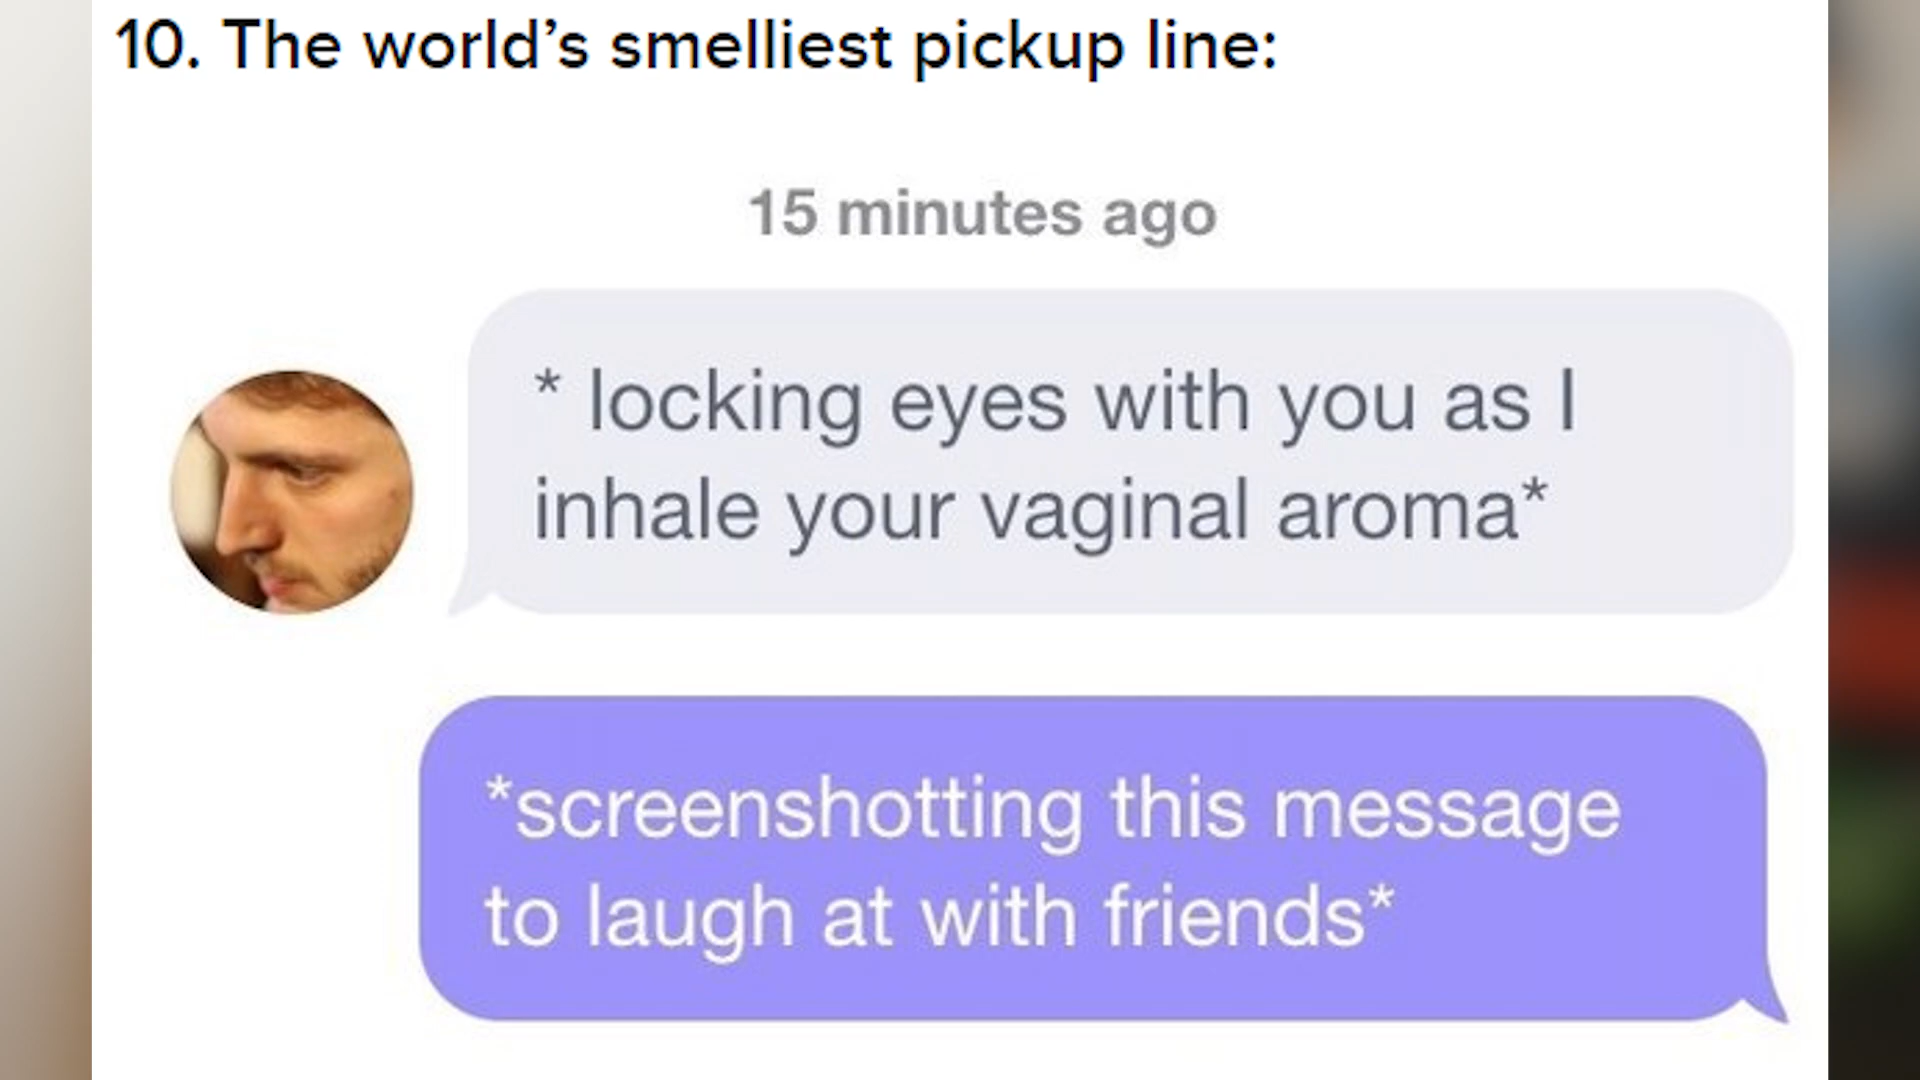 10. The world’s smelliest pickup line:
15 minutes ago
* locking eyes with you as I
inhale your vaginal aroma*
*screenshotting this message
to laugh at with friends*